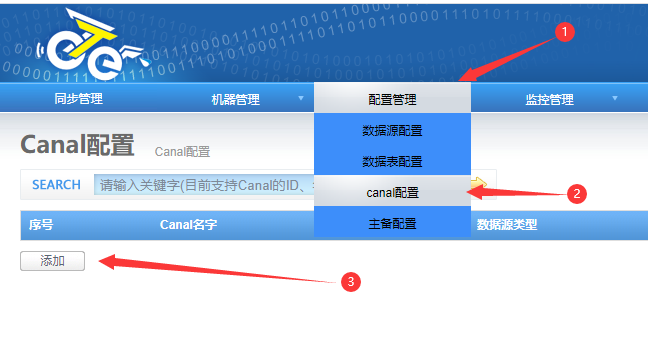 1
同步管理 机器管理 配置管理 监控管理
Canal配置 Canal配置 数据源配置
数据表配置
SEARCH 请输入关键字(目前支持Canal的ID、 canal配置 2
序号 Canal名字 主备配置 数据源类型
添加
3